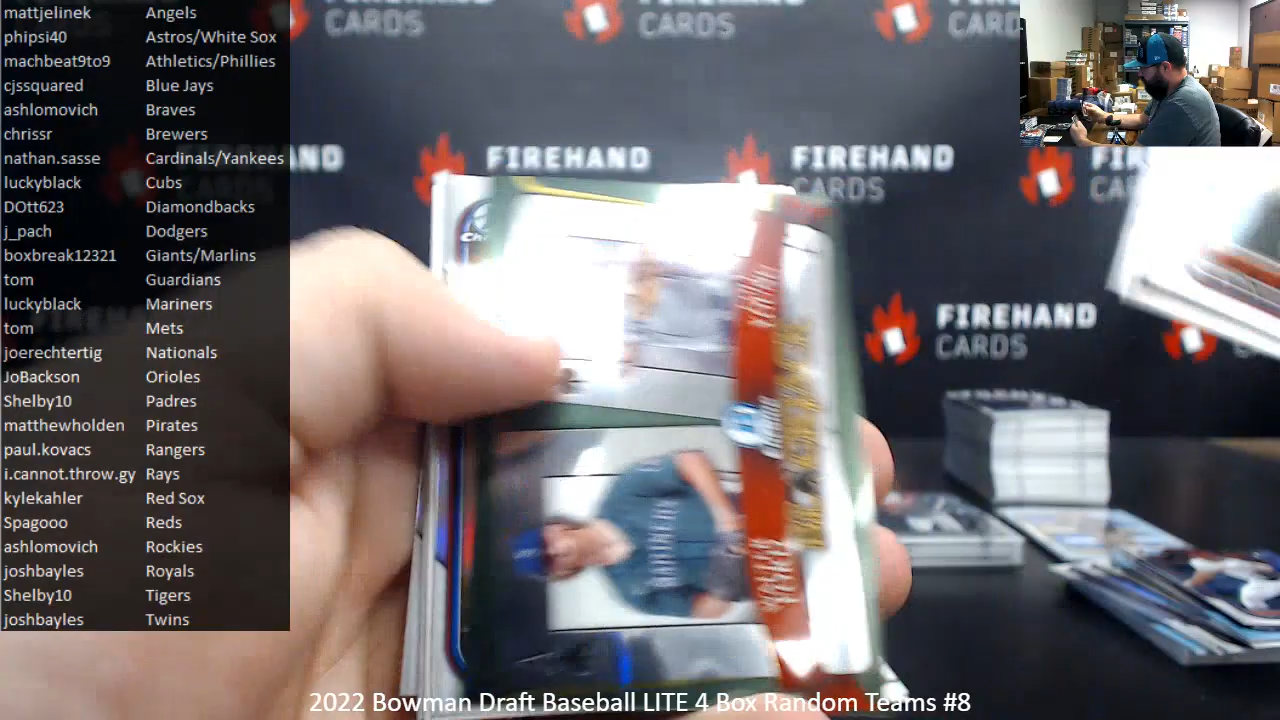 mattjelinek Angels
phipsi40 Astros/White Sox
machbeat9to9 Athletics/Phillies
cjssquared Blue Jays
ashlomovich Braves
chrissr Brewers
nathan.sasse Cardinals/Yankees
luckyblack Cubs
DOtt623 Diamondbacks
j_pach Dodgers
boxbreak12321 Giants/Marlins
tom Guardians
luckyblack Mariners
tom Mets
joerechtertig Nationals
JoBackson Orioles
Shelby10 Padres
matthewholden Pirates
paul.kovacs Rangers
i.cannot.throw.gy Rays
kylekahler Red Sox
Spagooo Reds
ashlomovich Rockies
joshbayles Royals
Shelby10 Tigers
joshbayles Twins
CARDS
CARDS
FIREHAND
CARDS
FIREHAND
CARDS
FIREHAND
CARDS
2022 Bowman Draft Baseball LITE 4 Box Random Teams #8